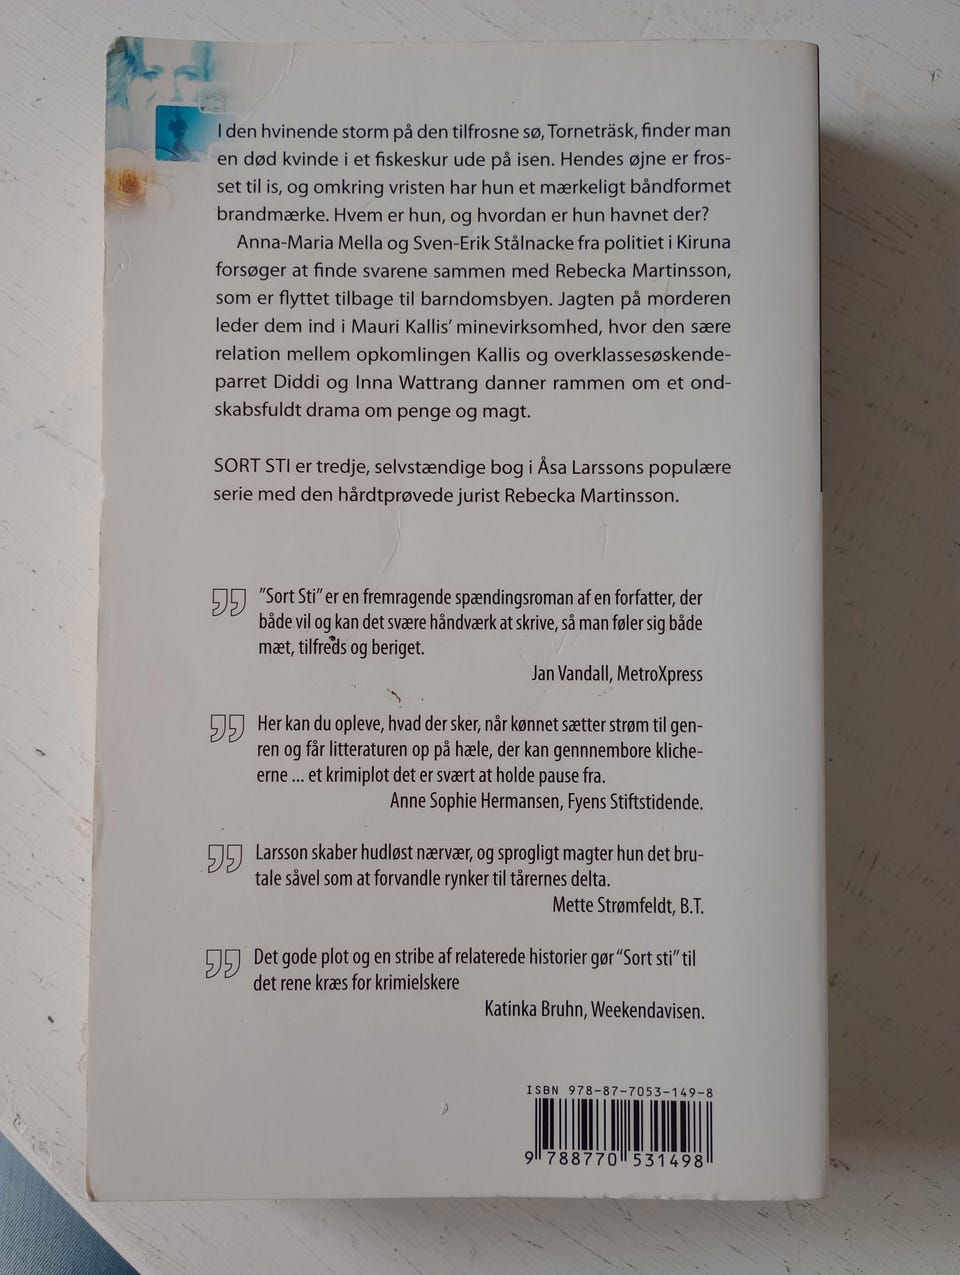 I den hvinende storm på den tilfrosne sø, Torneträsk, finder man
en død kvinde i et fiskeskur ude på isen. Hendes øjne er fros-
set til is, og omkring vristen har hun et mærkeligt båndformet
brandmærke. Hvem er hun, og hvordan er hun havnet der?
Anna-Maria Mella og Sven-Erik Stålnacke fra politiet i Kiruna
forsøger at finde svarene sammen med Rebecka Martinsson,
som er flyttet tilbage til barndomsbyen. Jagten på morderen
leder dem ind i Mauri Kallis' minevirksomhed, hvor den sære
relation mellem opkomlingen Kallis og overklassesøskende-
parret Diddi og Inna Wattrang danner rammen om et ond-
skabsfuldt drama om penge og magt.
SORT STI er tredje, selvstændige bog i Åsa Larssons populære
serie med den hårdtprøvede jurist Rebecka Martinsson.
"Sort Sti" er en fremragende spændingsroman af en forfatter, der
både vil og kan det svære håndværk at skrive, så man føler sig både
mæt, tilfreds og beriget.
Jan Vandall, MetroXpress
Her kan du opleve, hvad der sker, når kønnet sætter strøm til gen-
ren og får litteraturen op på hæle, der kan gennnembore kliche-
erne ... et krimiplot det er svært at holde pause fra.
Anne Sophie Hermansen, Fyens Stiftstidende.
Larsson skaber hudløst nærvær, og sprogligt magter hun det bru-
tale såvel som at forvandle rynker til tårernes delta.
Mette Strømfeldt, B.T.
Det gode plot og en stribe af relaterede historier gør "Sort sti" til
det rene kræs for krimielskere
Katinka Bruhn, Weekendavisen.
ISBN 978-87-7053-149-8
9 788770 531498